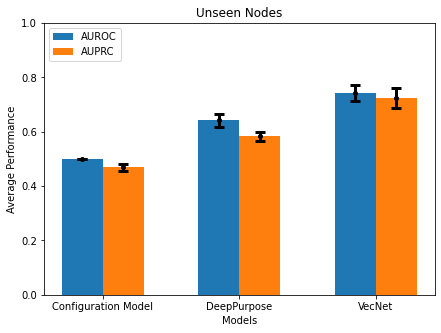 Unseen Nodes
AUROC
AUPRC
1.0
0.8
0.6
0.4
0.2
0.0
Average Performance
Configuration Model
DeepPurpose
VecNet
Models